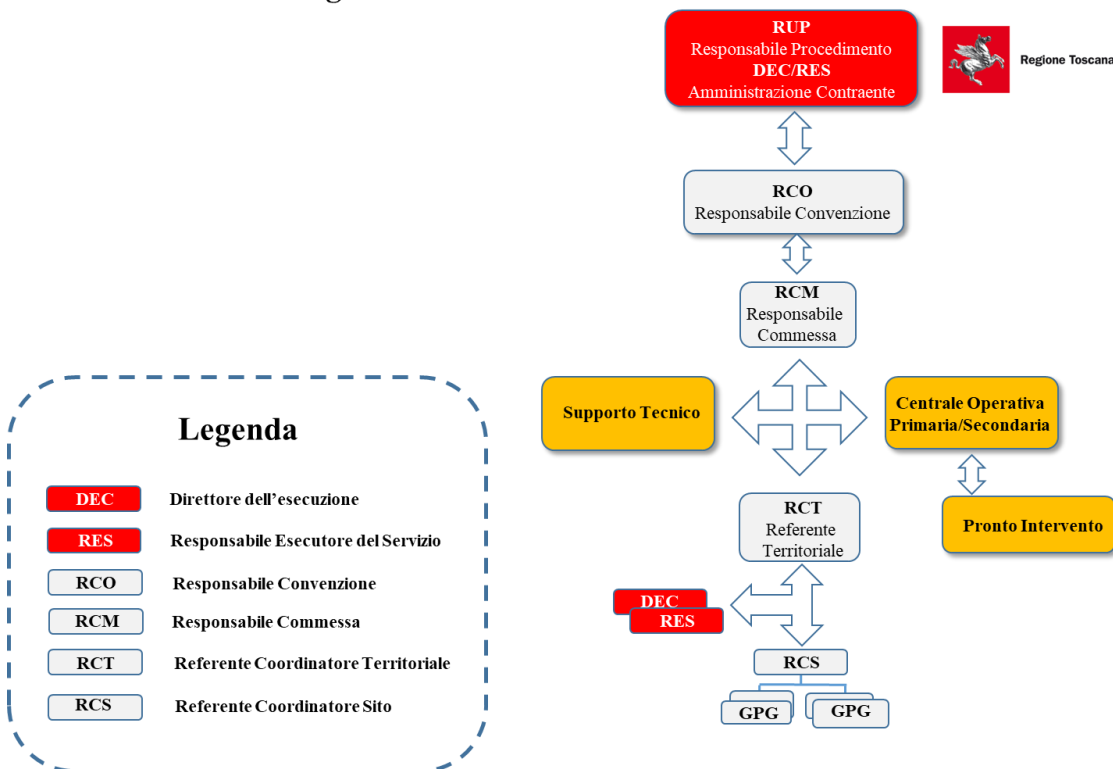 RUP
Responsabile Procedimento
DEC/RES
Amministrazione Contraente
Regione Toscana
RCO
Responsabile Convenzione
RCM
Responsabile
Commessa
Supporto Tecnico
Centrale Operativa
Primaria/Secondaria
RCT
Referente
Territoriale
Pronto Intervento
DEC
RES
RCS
GPG
GPG
Legenda
DEC Direttore dell'esecuzione
RES Responsabile Esecutore del Servizio
RCO Responsabile Convenzione
RCM Responsabile Commessa
RCT Referente Coordinatore Territoriale
RCS Referente Coordinatore Sito